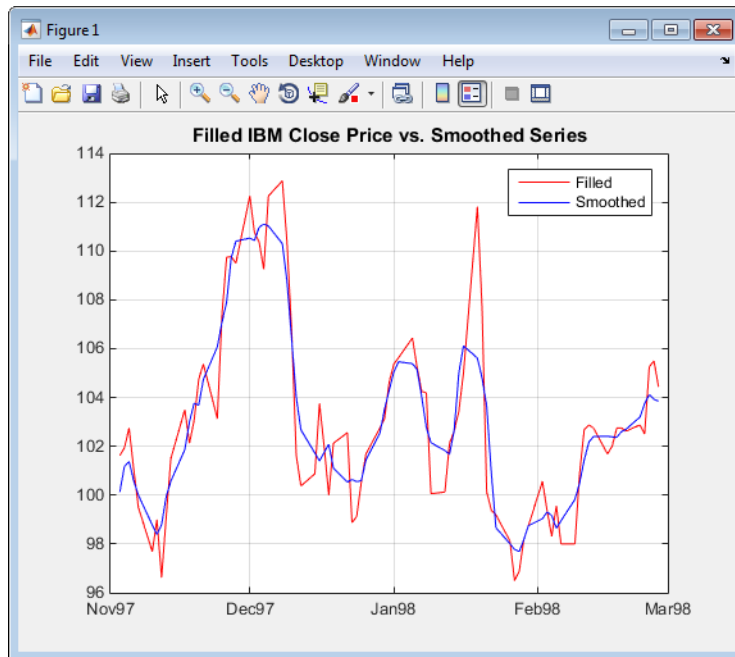 Figure 1
File Edit View Insert Tools Desktop Window Help
Filled IBM Close Price vs. Smoothed Series
114
112
110
108
106
104
102
100
98
96
Filled
Smoothed
Nov97 Dec97 Jan98 Feb98 Mar98